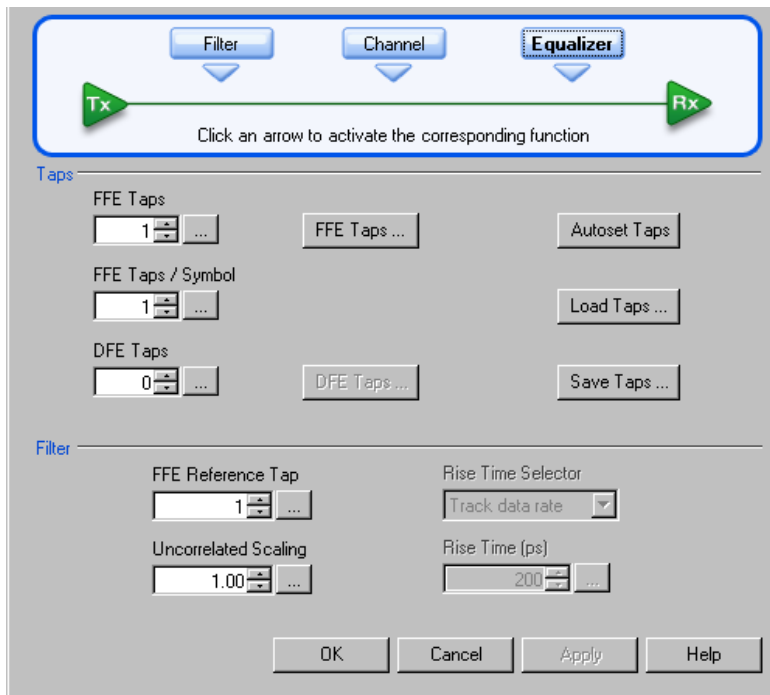 Filter Channel Equalizer
Tx Rx
Click an arrow to activate the corresponding function
Taps
FFE Taps
1 ... FFE Taps ... Autoset Taps
FFE Taps / Symbol
1 ... Load Taps ...
DFE Taps
0 ... DFE Taps ... Save Taps ...
Filter
FFE Reference Tap Rise Time Selector
1 ... Track data rate
Uncorrelated Scaling Rise Time (ps)
1.00 ... 200 ...
OK Cancel Apply Help